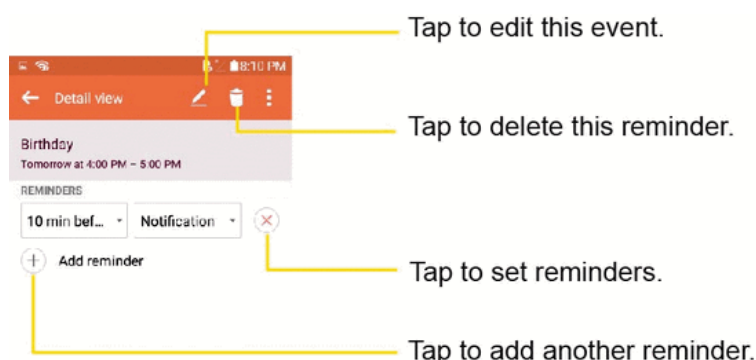 Tap to edit this event.
8:10 PM
Detail view
Tap to delete this reminder.
Birthday
Tomorrow at 4:00 PM – 5:00 PM
REMINDERS
10 min bef... Notification
Add reminder
Tap to set reminders.
Tap to add another reminder.